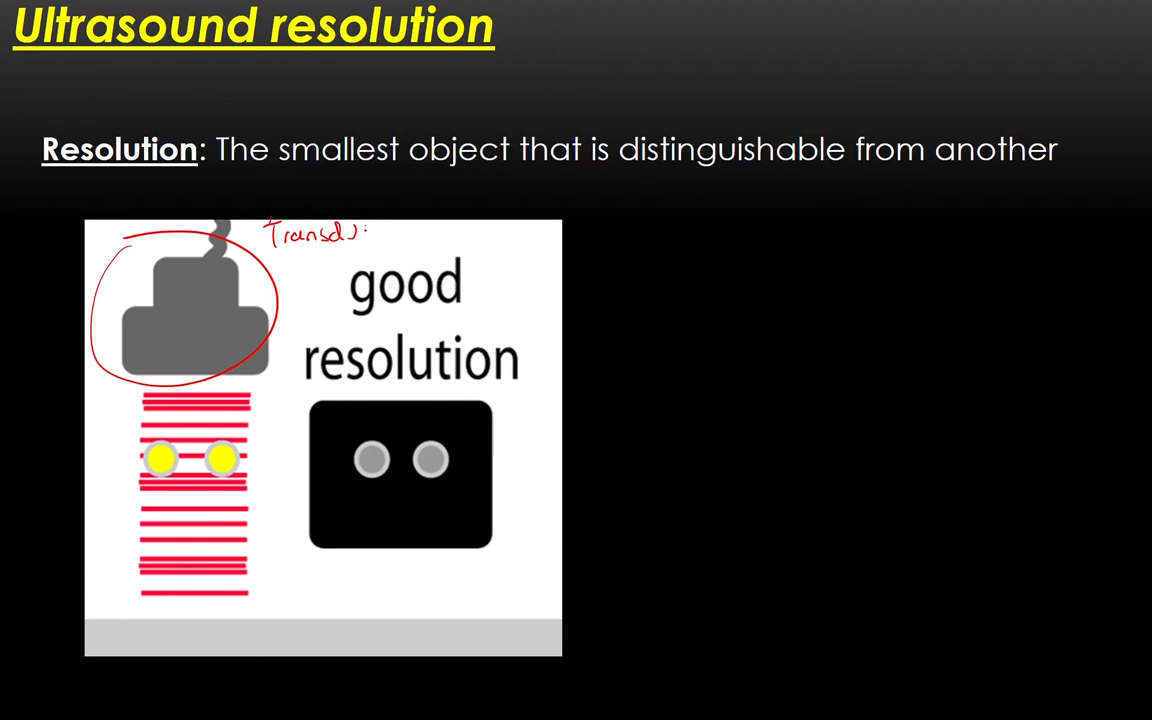 Ultrasound resolution
Resolution: The smallest object that is distinguishable from another
good
resolution